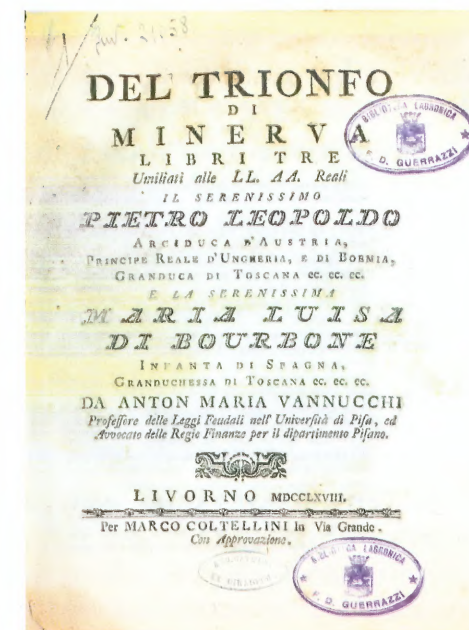 DEL TRIONFO
DI
MINERVA
LIBRI TRE
Umiliati alle LL. AA. Reali
IL SERENISSIMO
PIETRO LEOPOLDO
ARCIDUCA D'AUSTRIA,
PRINCIPE REALE D'UNGHERIA, E DI BOEMIA,
GRANDUCA DI TOSCANA ec. ec. ec.
E LA SERENISSIMA
MARIA LUISA
DI BOURBONE
INFANTA DI SPAGNA,
GRANDUCHESSA DI TOSCANA ec. ec. ec.
DA ANTON MARIA VANNUCCHI
Professore delle Leggi Feudali nell' Università di Pisa, ed
Avvocato delle Regie Finanze per il dipartimento Pisano.
LIVORNO MDCCLXVIII.
Per MARCO COLTELLINI In Via Grande.
Con Approvazione.
BIBLIOTECA LABRONICA
F. D. GUERRAZZI
BIBLIOTECA LABRONICA
F. D. GUERRAZZI